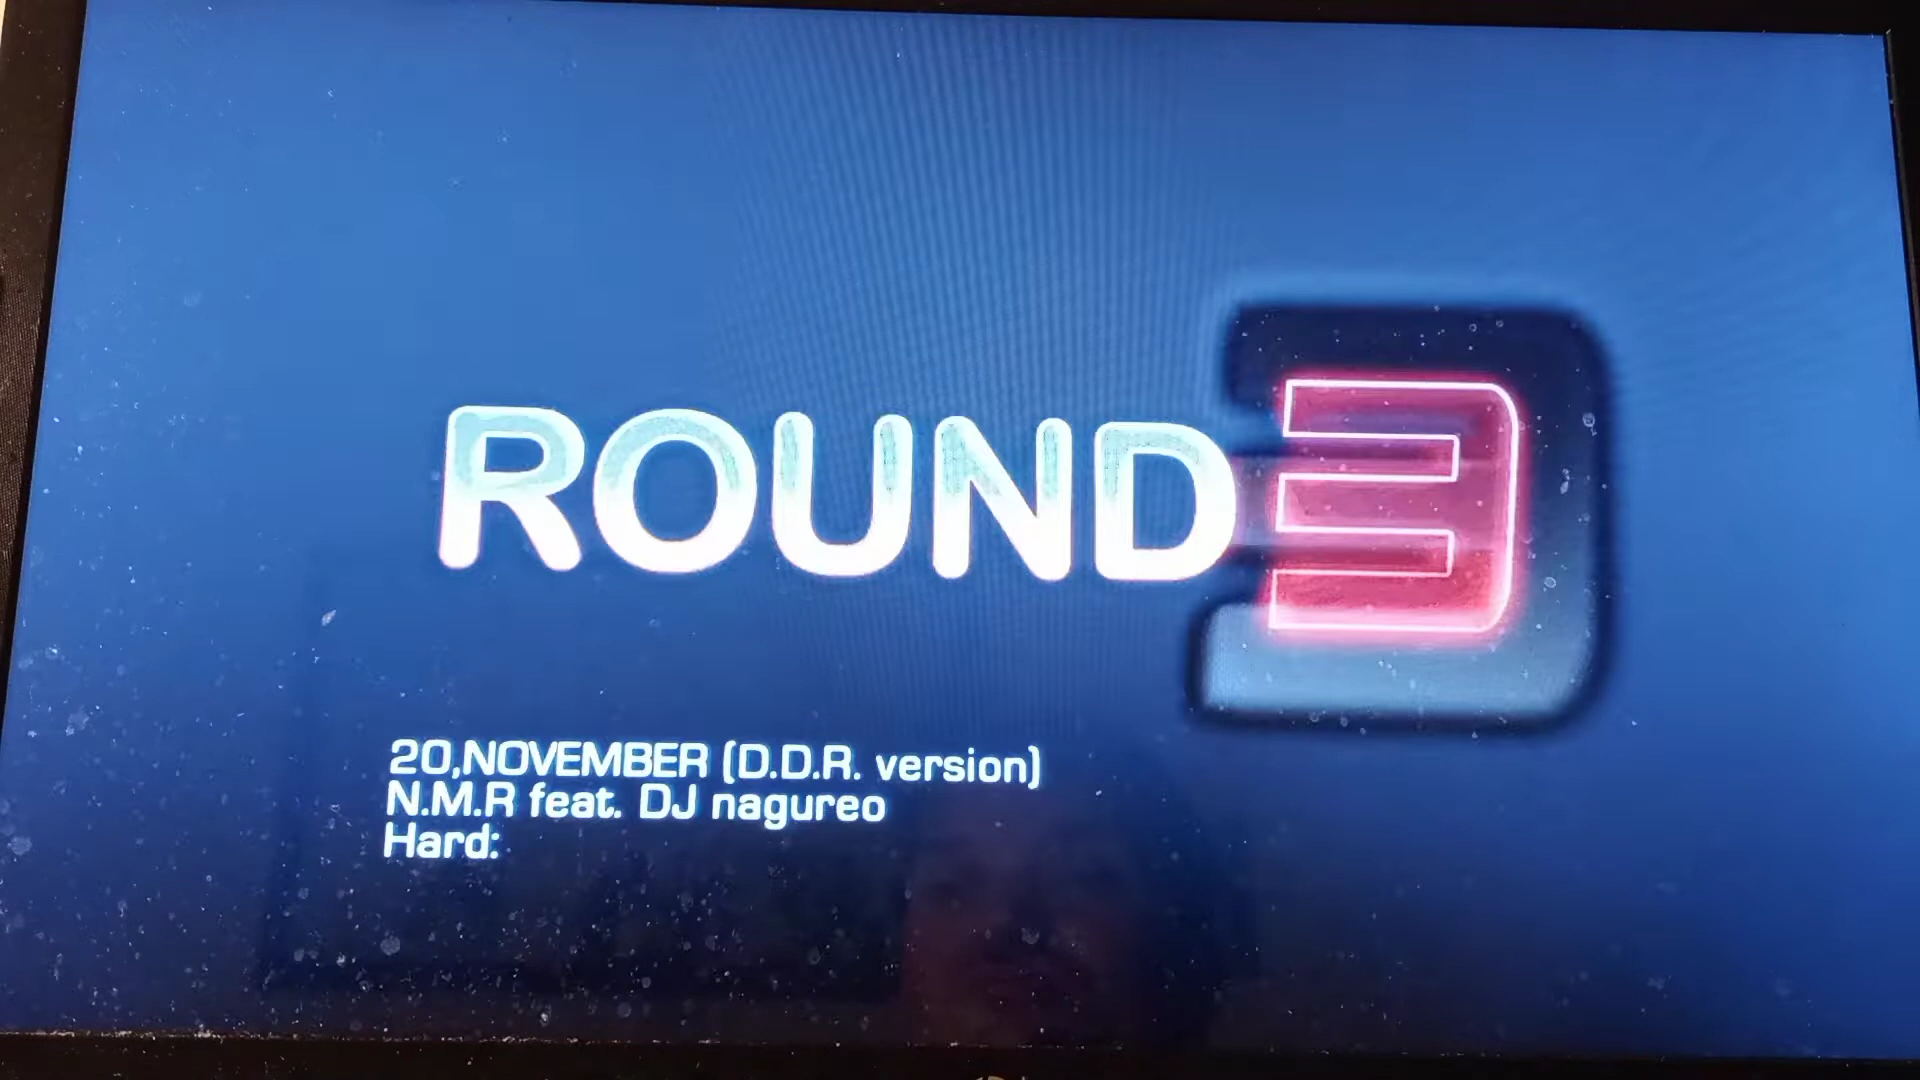 ROUND 3
20,NOVEMBER (D.D.R. version)
N.M.R feat. DJ nagureo
Hard: